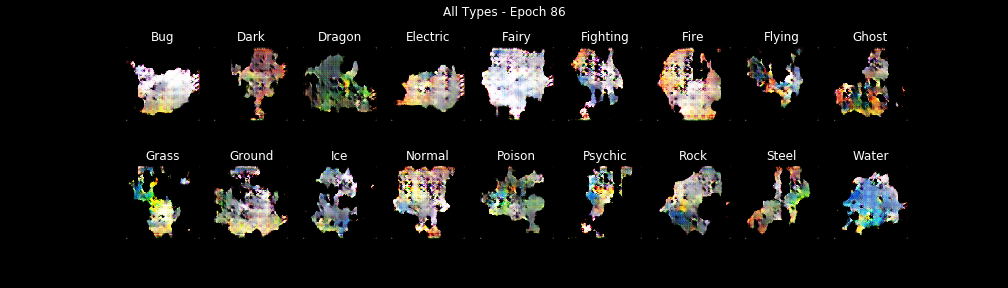 All Types - Epoch 86
Bug Dark Dragon Electric Fairy Fighting Fire Flying Ghost
Grass Ground Ice Normal Poison Psychic Rock Steel Water